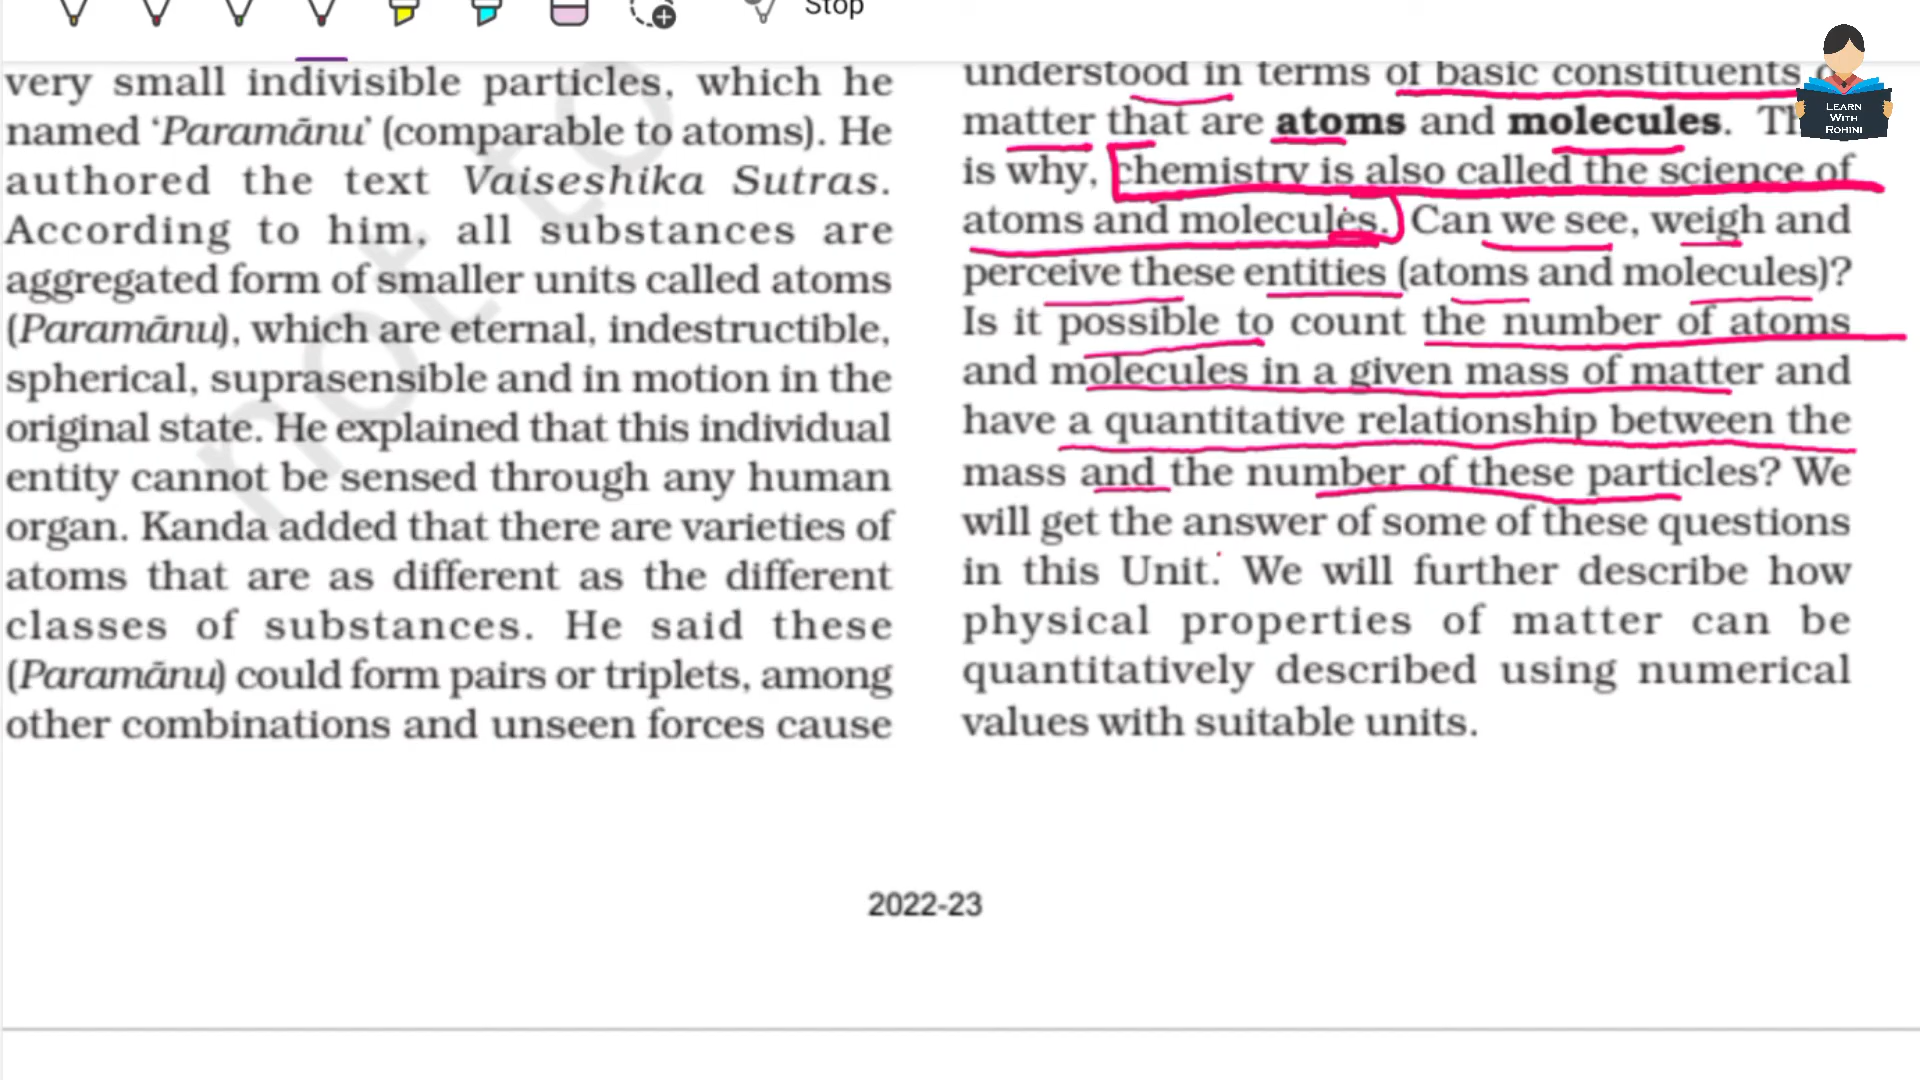 Stop
very small indivisible particles, which he
named ‘Paramānu’ (comparable to atoms). He
authored the text Vaiseshika Sutras.
According to him, all substances are
aggregated form of smaller units called atoms
(Paramānu), which are eternal, indestructible,
spherical, suprasensible and in motion in the
original state. He explained that this individual
entity cannot be sensed through any human
organ. Kanda added that there are varieties of
atoms that are as different as the different
classes of substances. He said these
(Paramānu) could form pairs or triplets, among
other combinations and unseen forces cause
understood in terms of basic constituents
matter that are atoms and molecules.
is why, chemistry is also called the science of
atoms and molecules. Can we see, weigh and
perceive these entities (atoms and molecules)?
Is it possible to count the number of atoms
and molecules in a given mass of matter and
have a quantitative relationship between the
mass and the number of these particles? We
will get the answer of some of these questions
in this Unit. We will further describe how
physical properties of matter can be
quantitatively described using numerical
values with suitable units.
LEARN
WITH
ROHINI
not to
2022-23